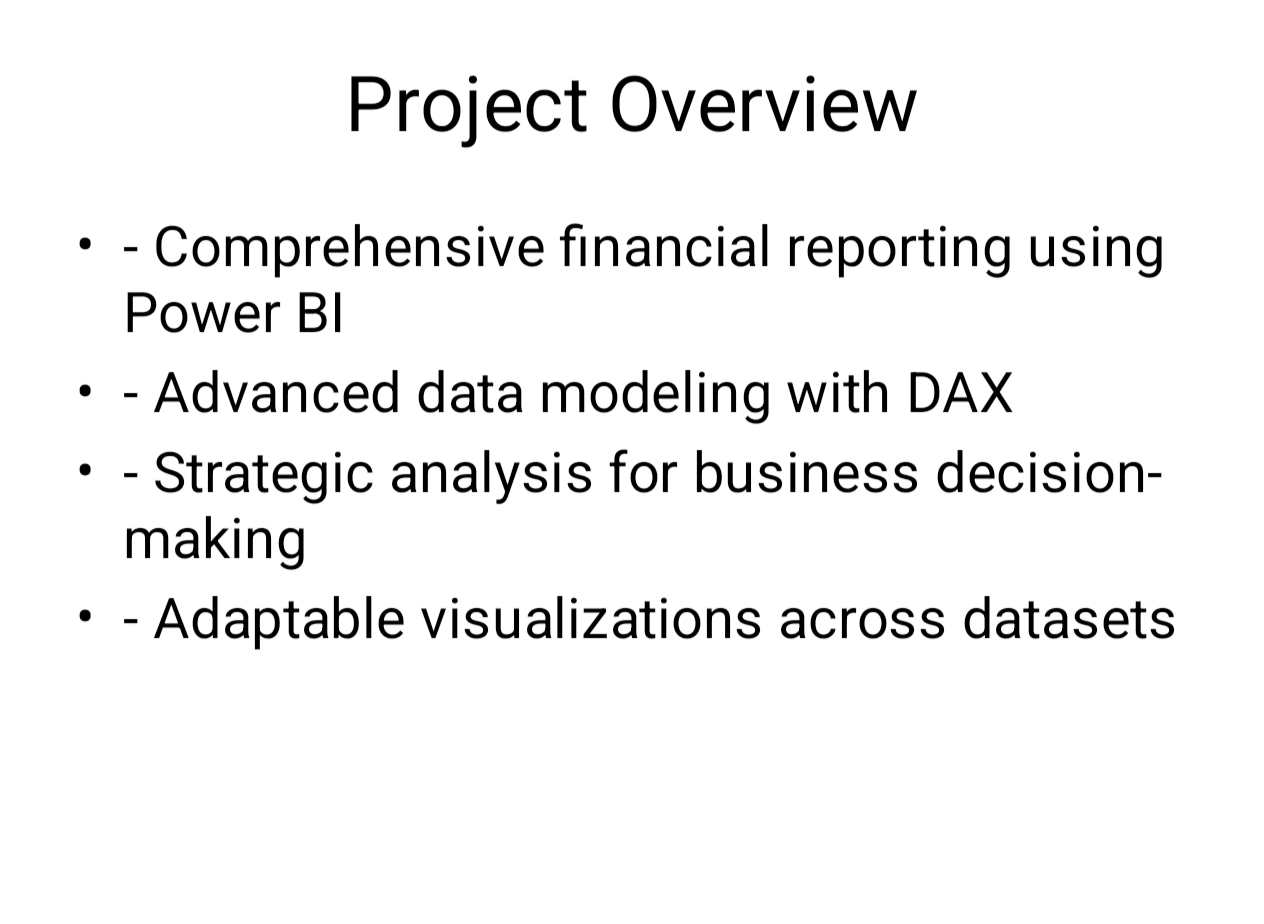 Project Overview
• - Comprehensive financial reporting using
Power BI
• - Advanced data modeling with DAX
• - Strategic analysis for business decision-
making
• - Adaptable visualizations across datasets